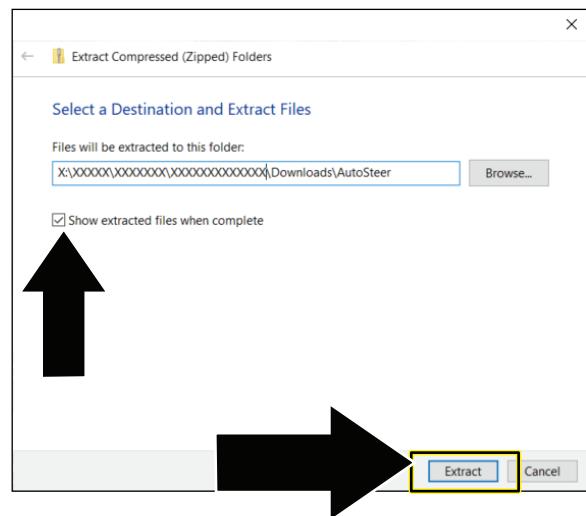 Extract Compressed (Zipped) Folders
Select a Destination and Extract Files
Files will be extracted to this folder:
X:\XXXXX\XXXXXXX\XXXXXXXXXXXXX\Downloads\AutoSteer
Browse...
Show extracted files when complete
Extract
Cancel